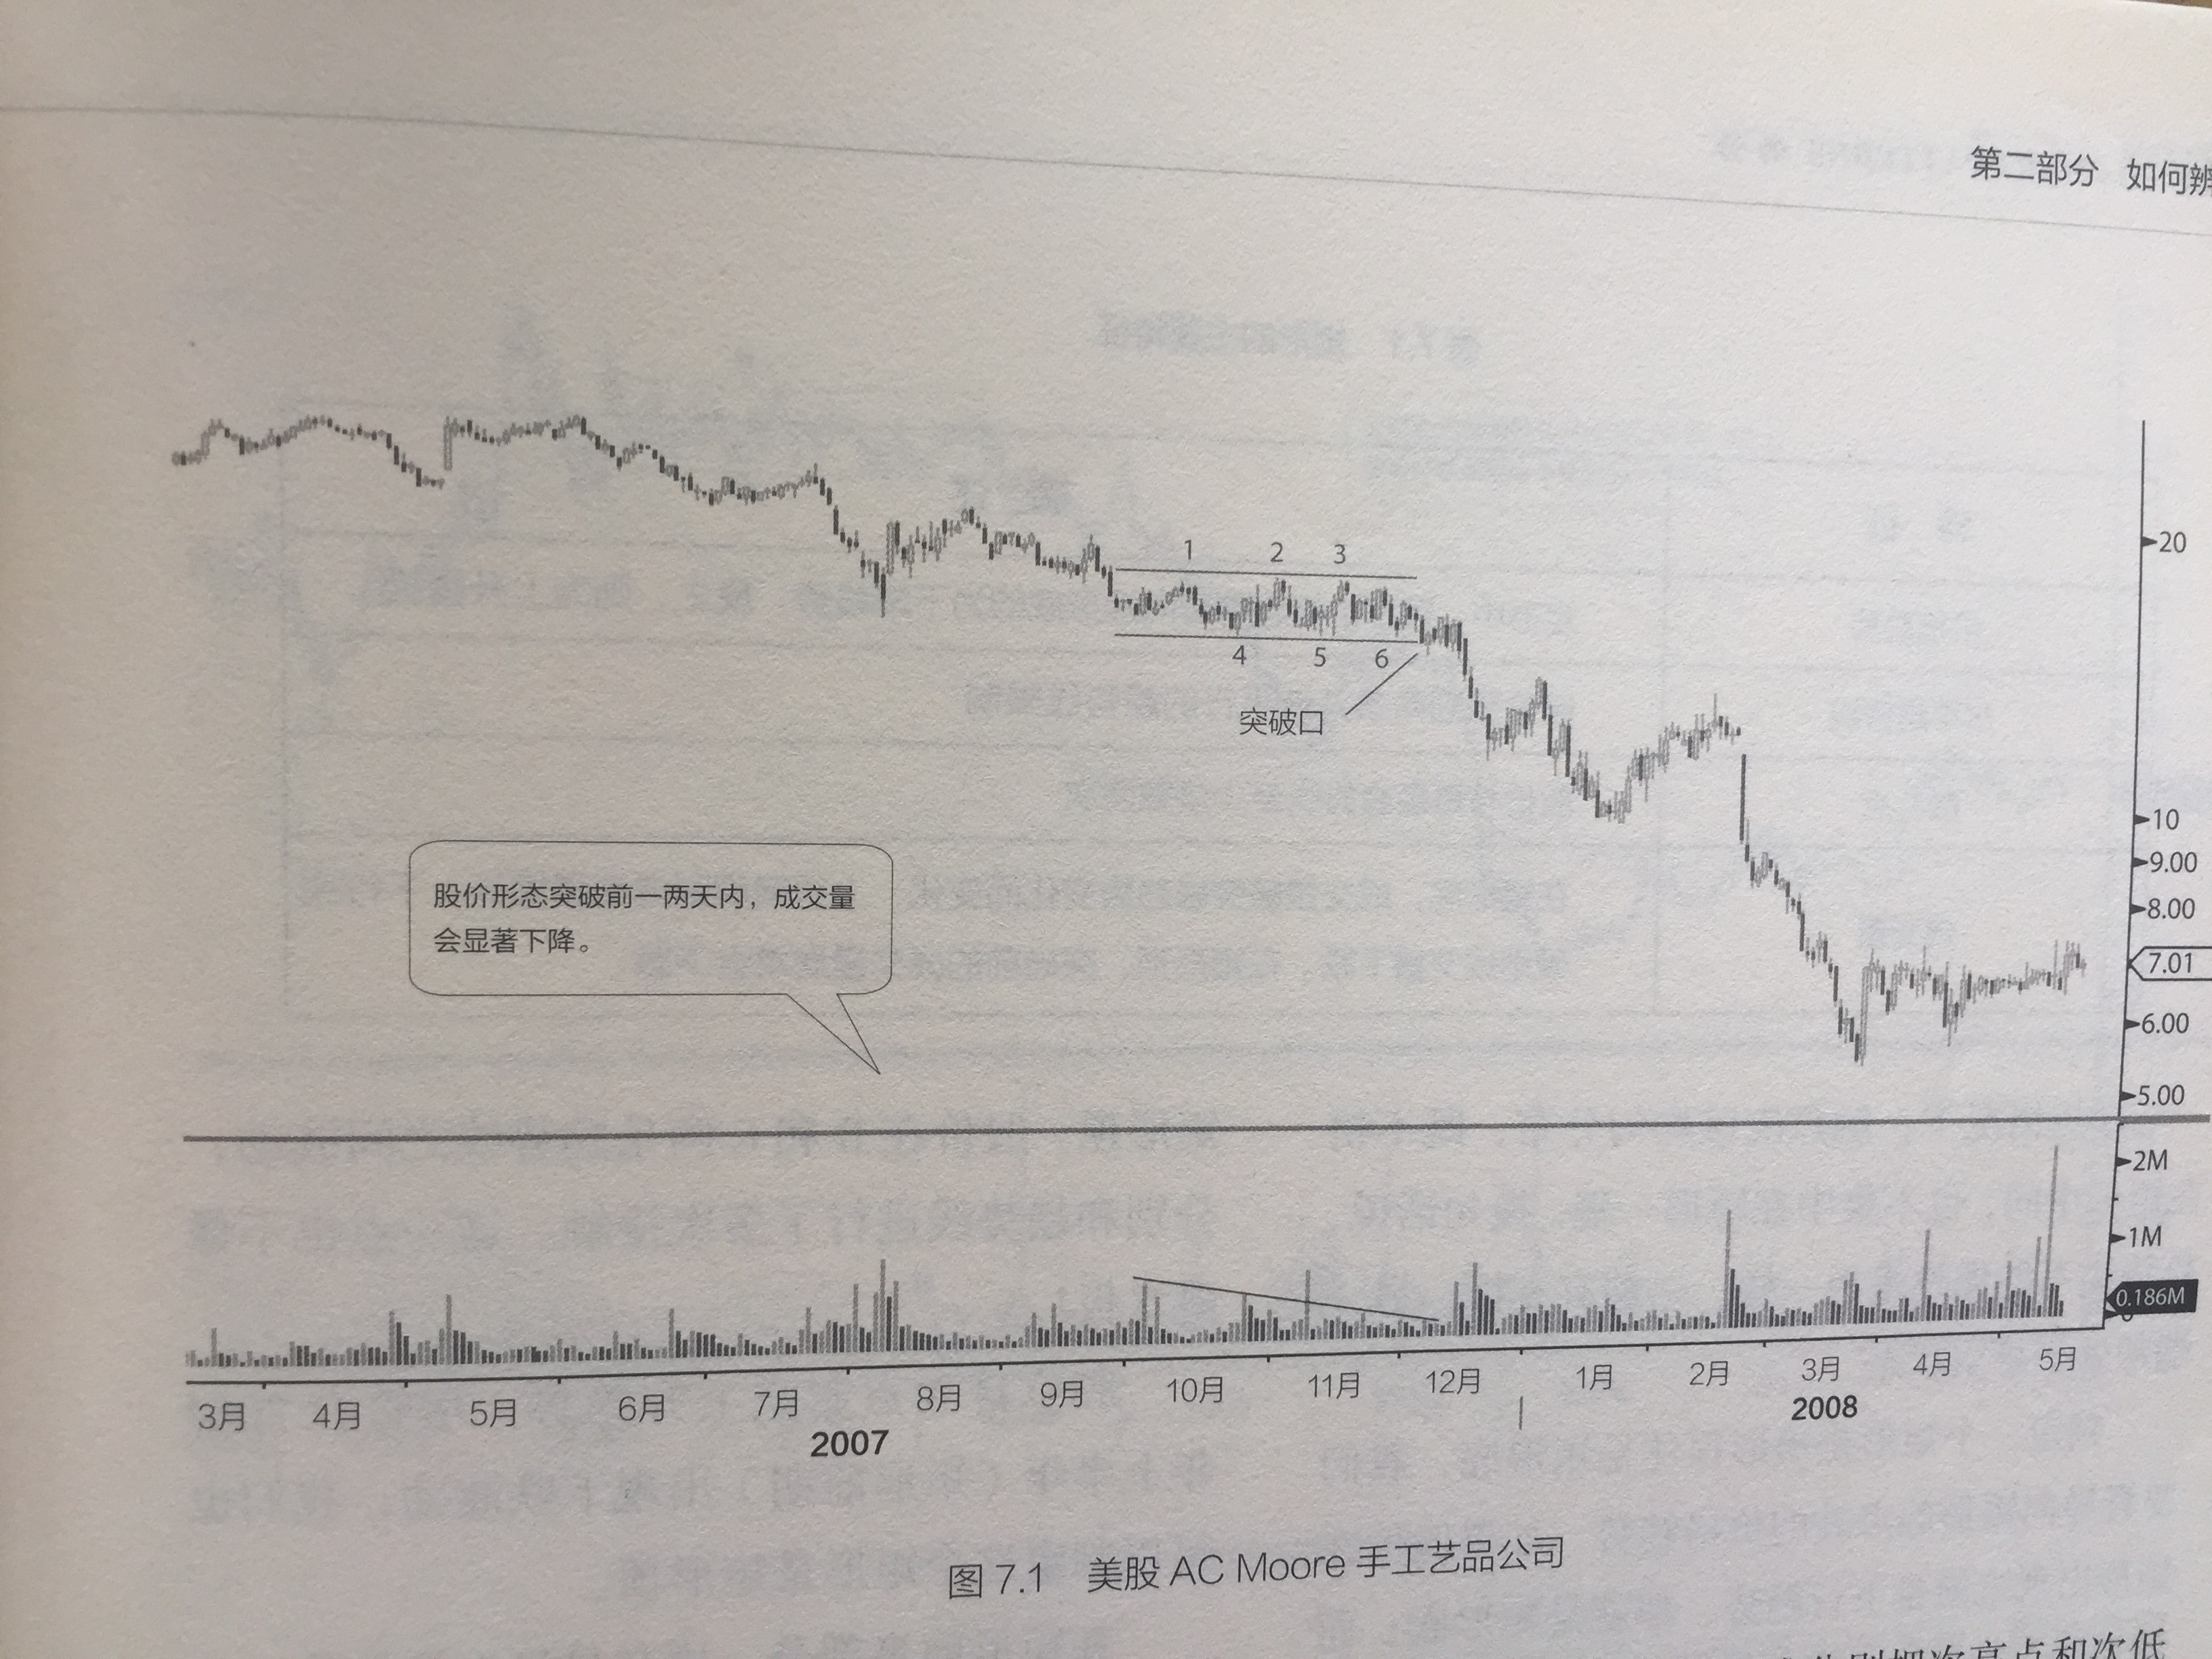 第二部分 如何辨
20
10
9.00
8.00
7.01
6.00
5.00
1 2 3
4 5 6
突破口
股价形态突破前一两天内，成交量
会显著下降。
2M
1M
0.186M
3月 4月 5月 6月 7月 8月 9月 10月 11月 12月 1月 2月 3月 4月 5月
2007 2008
图 7.1 美股 AC Moore 手工艺品公司